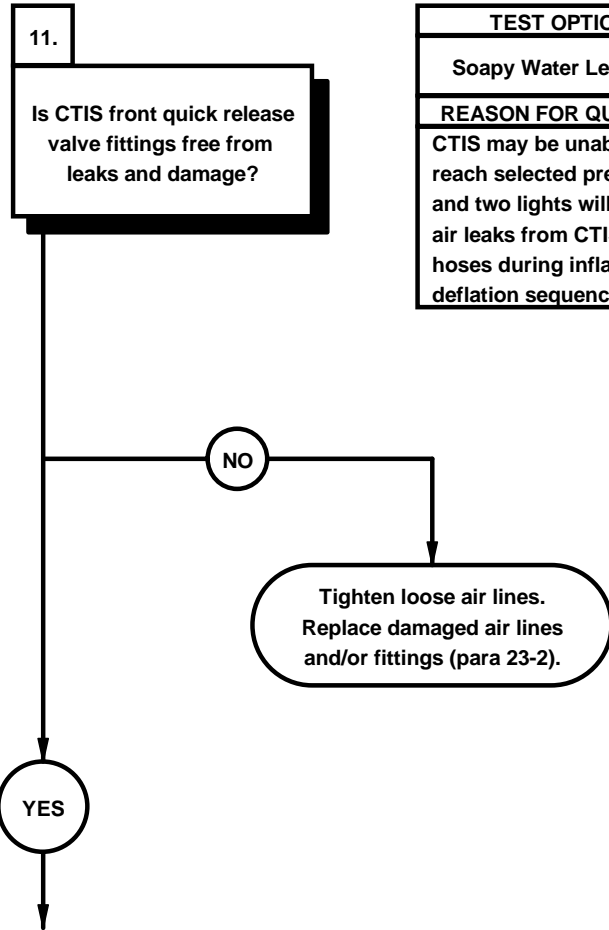 11.
Is CTIS front quick release
valve fittings free from
leaks and damage?
TEST OPTIO
Soapy Water Le
REASON FOR QU
CTIS may be unab
reach selected pre
and two lights will
air leaks from CTI
hoses during infla
deflation sequenc
NO
Tighten loose air lines.
Replace damaged air lines
and/or fittings (para 23-2).
YES